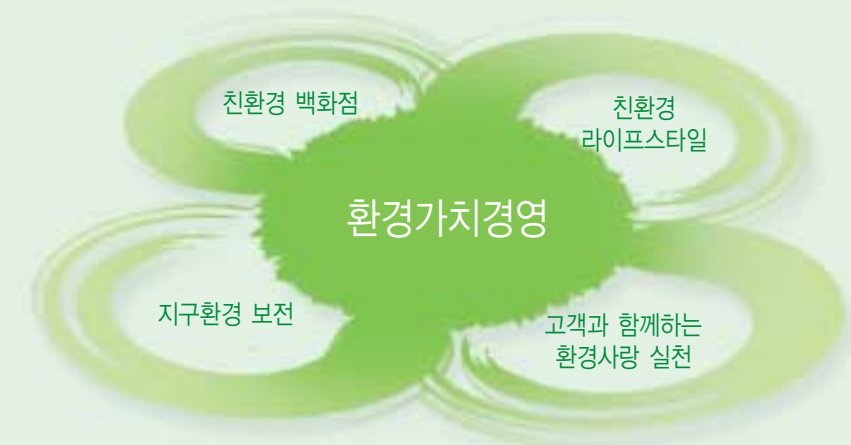 친환경 백화점
친환경
라이프스타일
환경가치경영
지구환경 보전
고객과 함께하는
환경사랑 실천